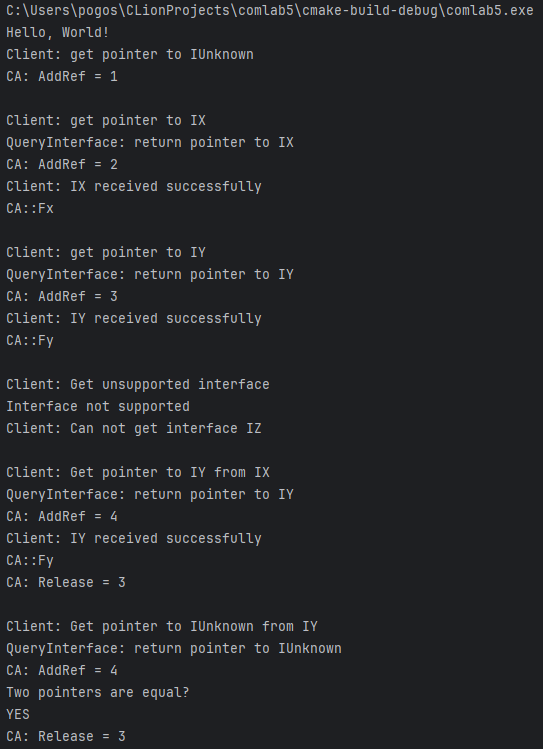 C:\Users\pogos\CLionProjects\comlab5\cmake-build-debug\comlab5.exe
Hello, World!
Client: get pointer to IUnknown
CA: AddRef = 1

Client: get pointer to IX
QueryInterface: return pointer to IX
CA: AddRef = 2
Client: IX received successfully
CA::Fx

Client: get pointer to IY
QueryInterface: return pointer to IY
CA: AddRef = 3
Client: IY received successfully
CA::Fy

Client: Get unsupported interface
Interface not supported
Client: Can not get interface IZ

Client: Get pointer to IY from IX
QueryInterface: return pointer to IY
CA: AddRef = 4
Client: IY received successfully
CA::Fy
CA: Release = 3

Client: Get pointer to IUnknown from IY
QueryInterface: return pointer to IUnknown
CA: AddRef = 4
Two pointers are equal?
YES
CA: Release = 3